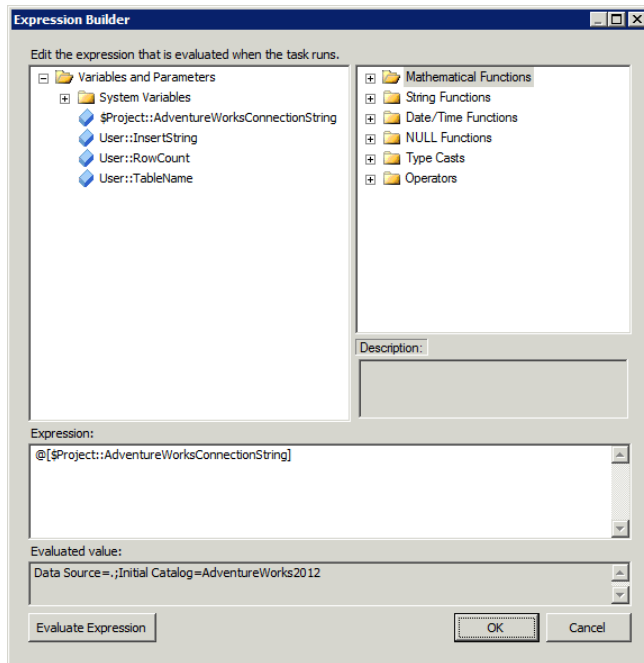 Expression Builder
Edit the expression that is evaluated when the task runs.
Variables and Parameters
System Variables
$Project::AdventureWorksConnectionString
User::InsertString
User::RowCount
User::TableName
Mathematical Functions
String Functions
Date/Time Functions
NULL Functions
Type Casts
Operators
Description:
Expression:
@[$Project::AdventureWorksConnectionString]
Evaluated value:
Data Source=.;Initial Catalog=AdventureWorks2012
Evaluate Expression
OK
Cancel